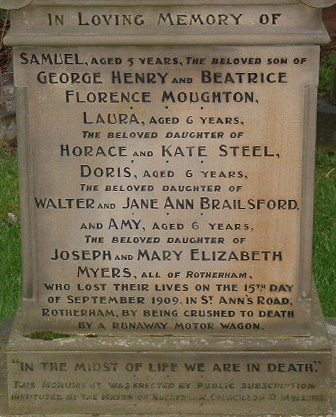 IN LOVING MEMORY OF
SAMUEL, AGED 5 YEARS, THE BELOVED SON OF
GEORGE HENRY AND BEATRICE
FLORENCE MOUGHTON,
LAURA, AGED 6 YEARS,
THE BELOVED DAUGHTER OF
HORACE AND KATE STEEL,
DORIS, AGED 6 YEARS,
THE BELOVED DAUGHTER OF
WALTER AND JANE ANN BRAILSFORD,
AND AMY, AGED 6 YEARS,
THE BELOVED DAUGHTER OF
JOSEPH AND MARY ELIZABETH
MYERS, ALL OF ROTHERHAM,
WHO LOST THEIR LIVES ON THE 15TH DAY
OF SEPTEMBER 1909, IN ST ANN'S ROAD,
ROTHERHAM, BY BEING CRUSHED TO DEATH
BY A RUNAWAY MOTOR WAGON.
"IN THE MIDST OF LIFE WE ARE IN DEATH."
THIS MONUMENT WAS ERECTED BY PUBLIC SUBSCRIPTION
INSTITUTED BY THE MAYOR OF ROTHERHAM, COUNCILLOR D.